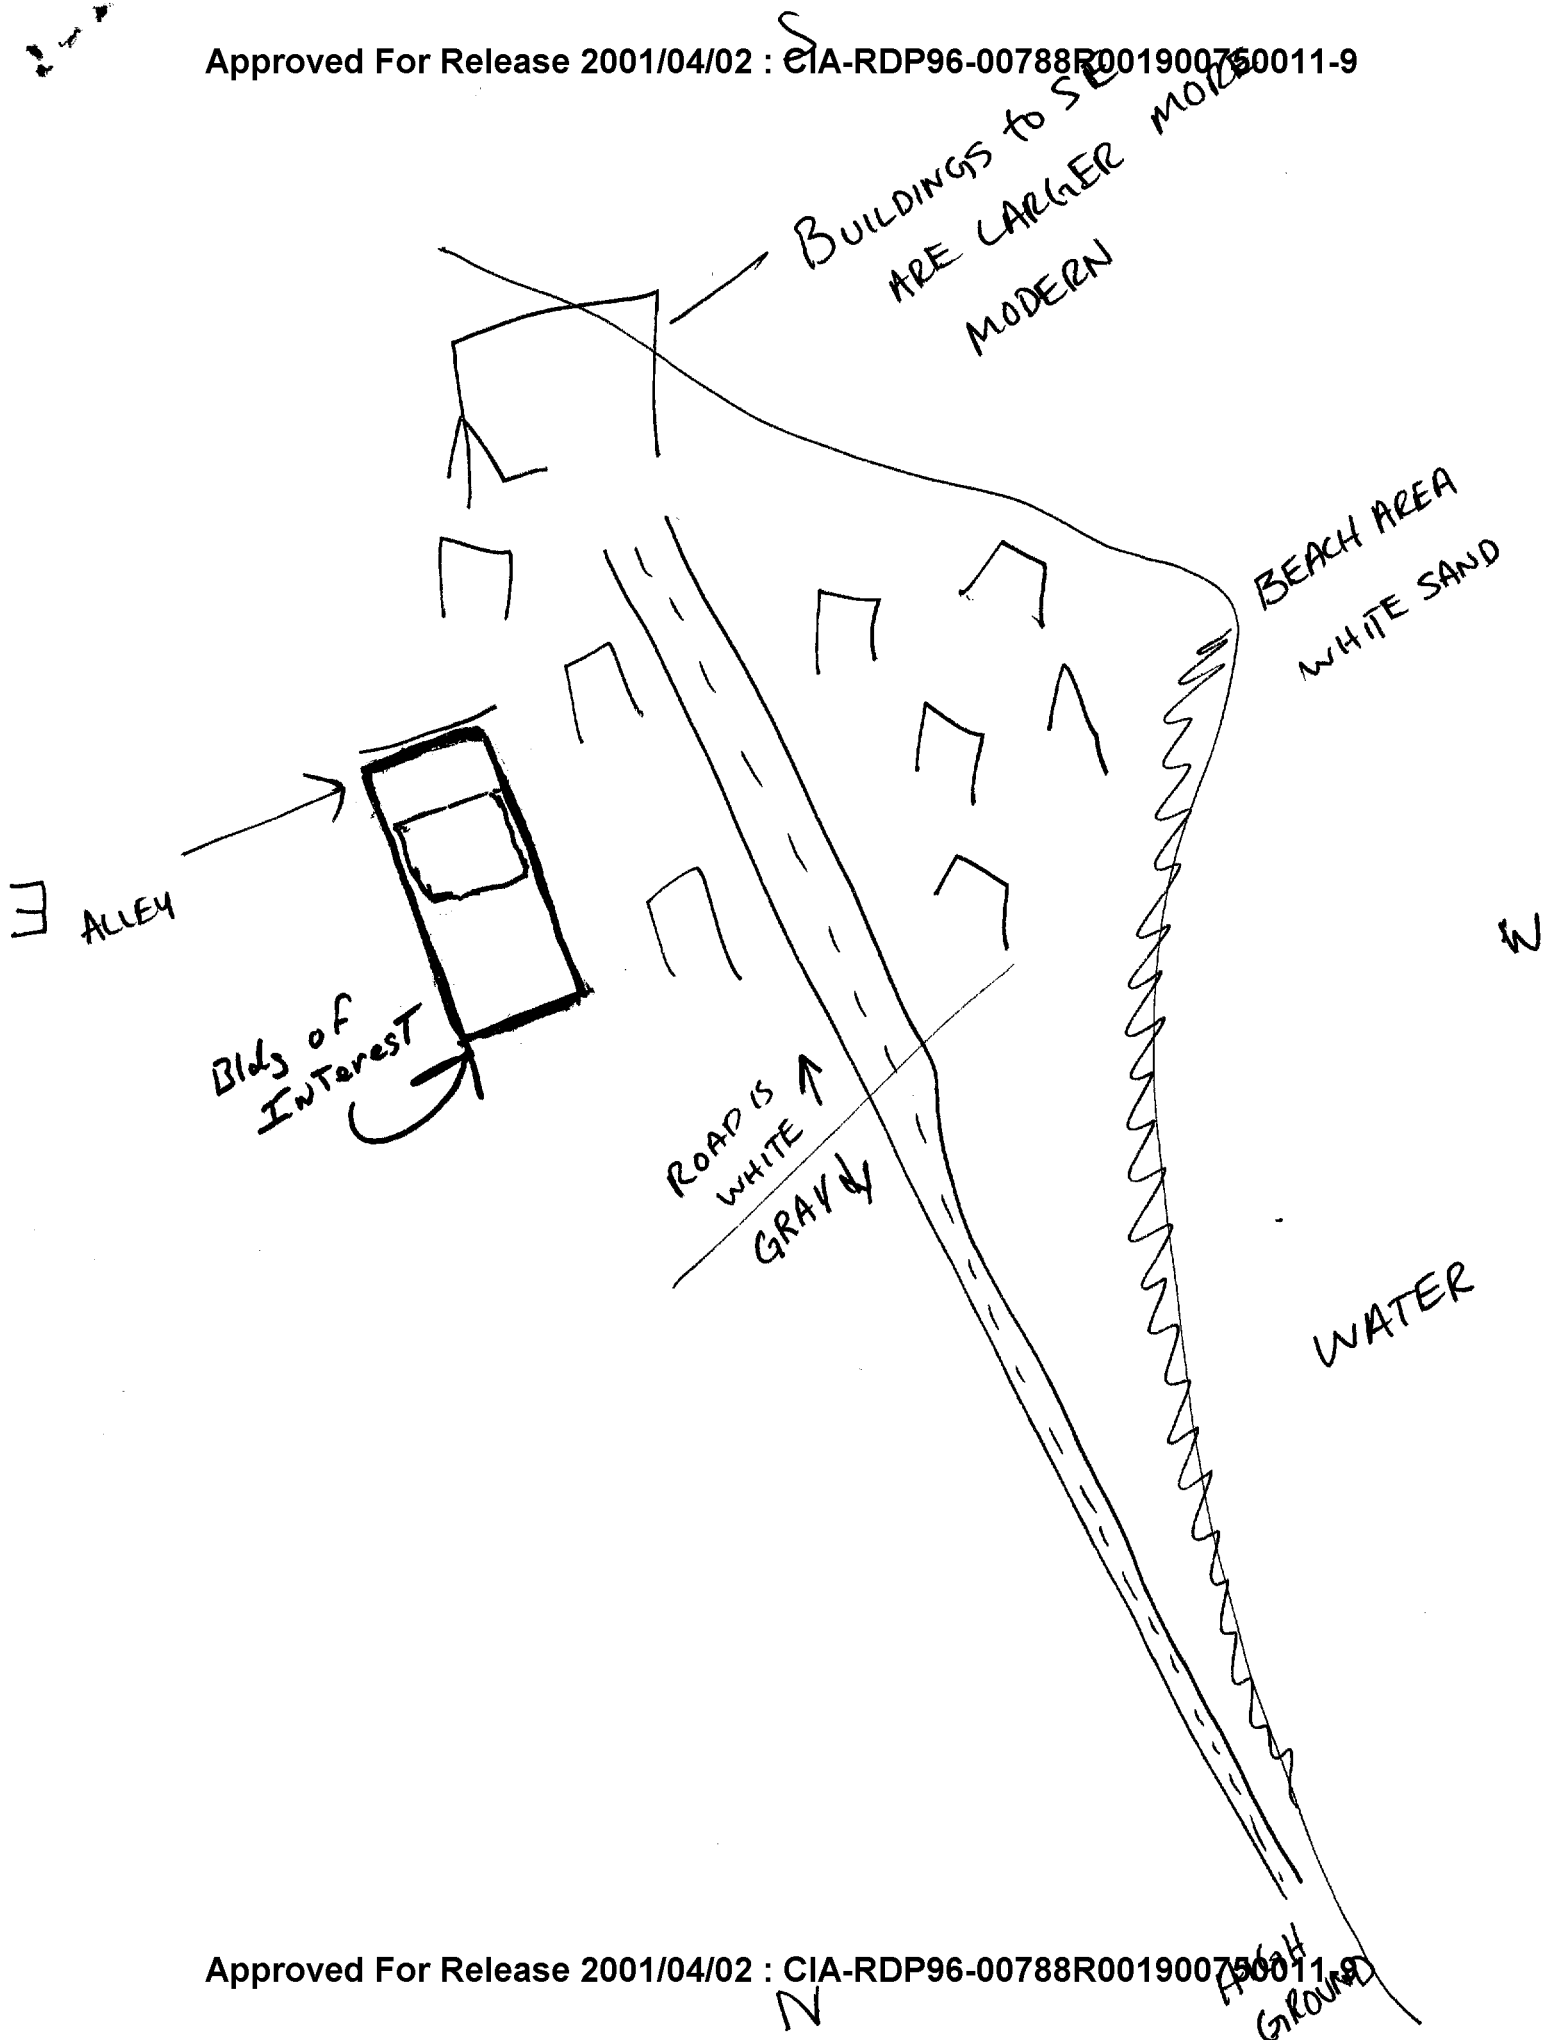 S
Approved For Release 2001/04/02 : CIA-RDP96-00788R001900750011-9
BUILDINGS to SE
ARE LARGER MORE
MODERN
BEACH AREA
WHITE SAND
E
ALLEY
W
Bldg of
INTEREST
ROAD IS
WHITE
GRAY
WATER
HIGH
GROUND
Approved For Release 2001/04/02 : CIA-RDP96-00788R001900750011-9
N